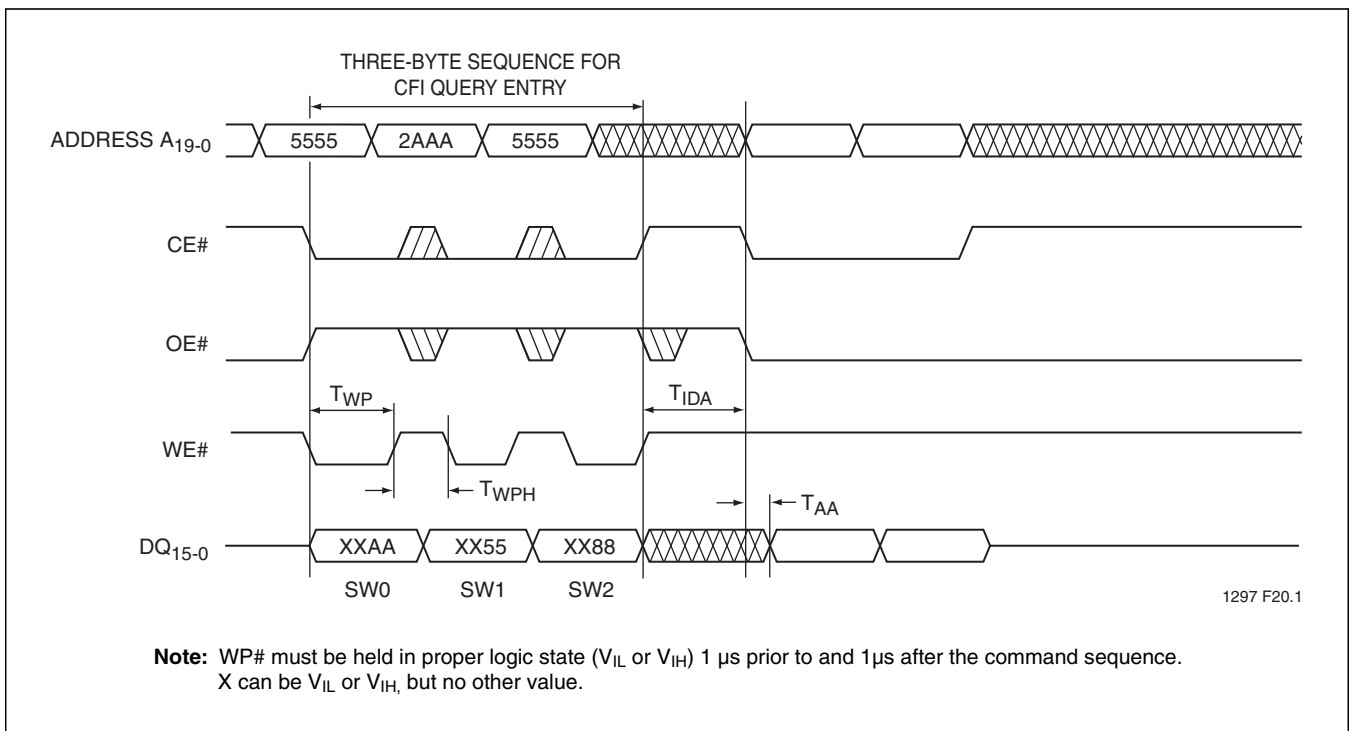 THREE-BYTE SEQUENCE FOR
CFI QUERY ENTRY
ADDRESS A19-0
5555 2AAA 5555
CE#
OE#
TWP TIDA
WE#
TWPH
TAA
DQ15-0
XXAA XX55 XX88
SW0 SW1 SW2
1297 F20.1
Note: WP# must be held in proper logic state (VIL or VIH) 1 µs prior to and 1µs after the command sequence.
X can be VIL or VIH, but no other value.